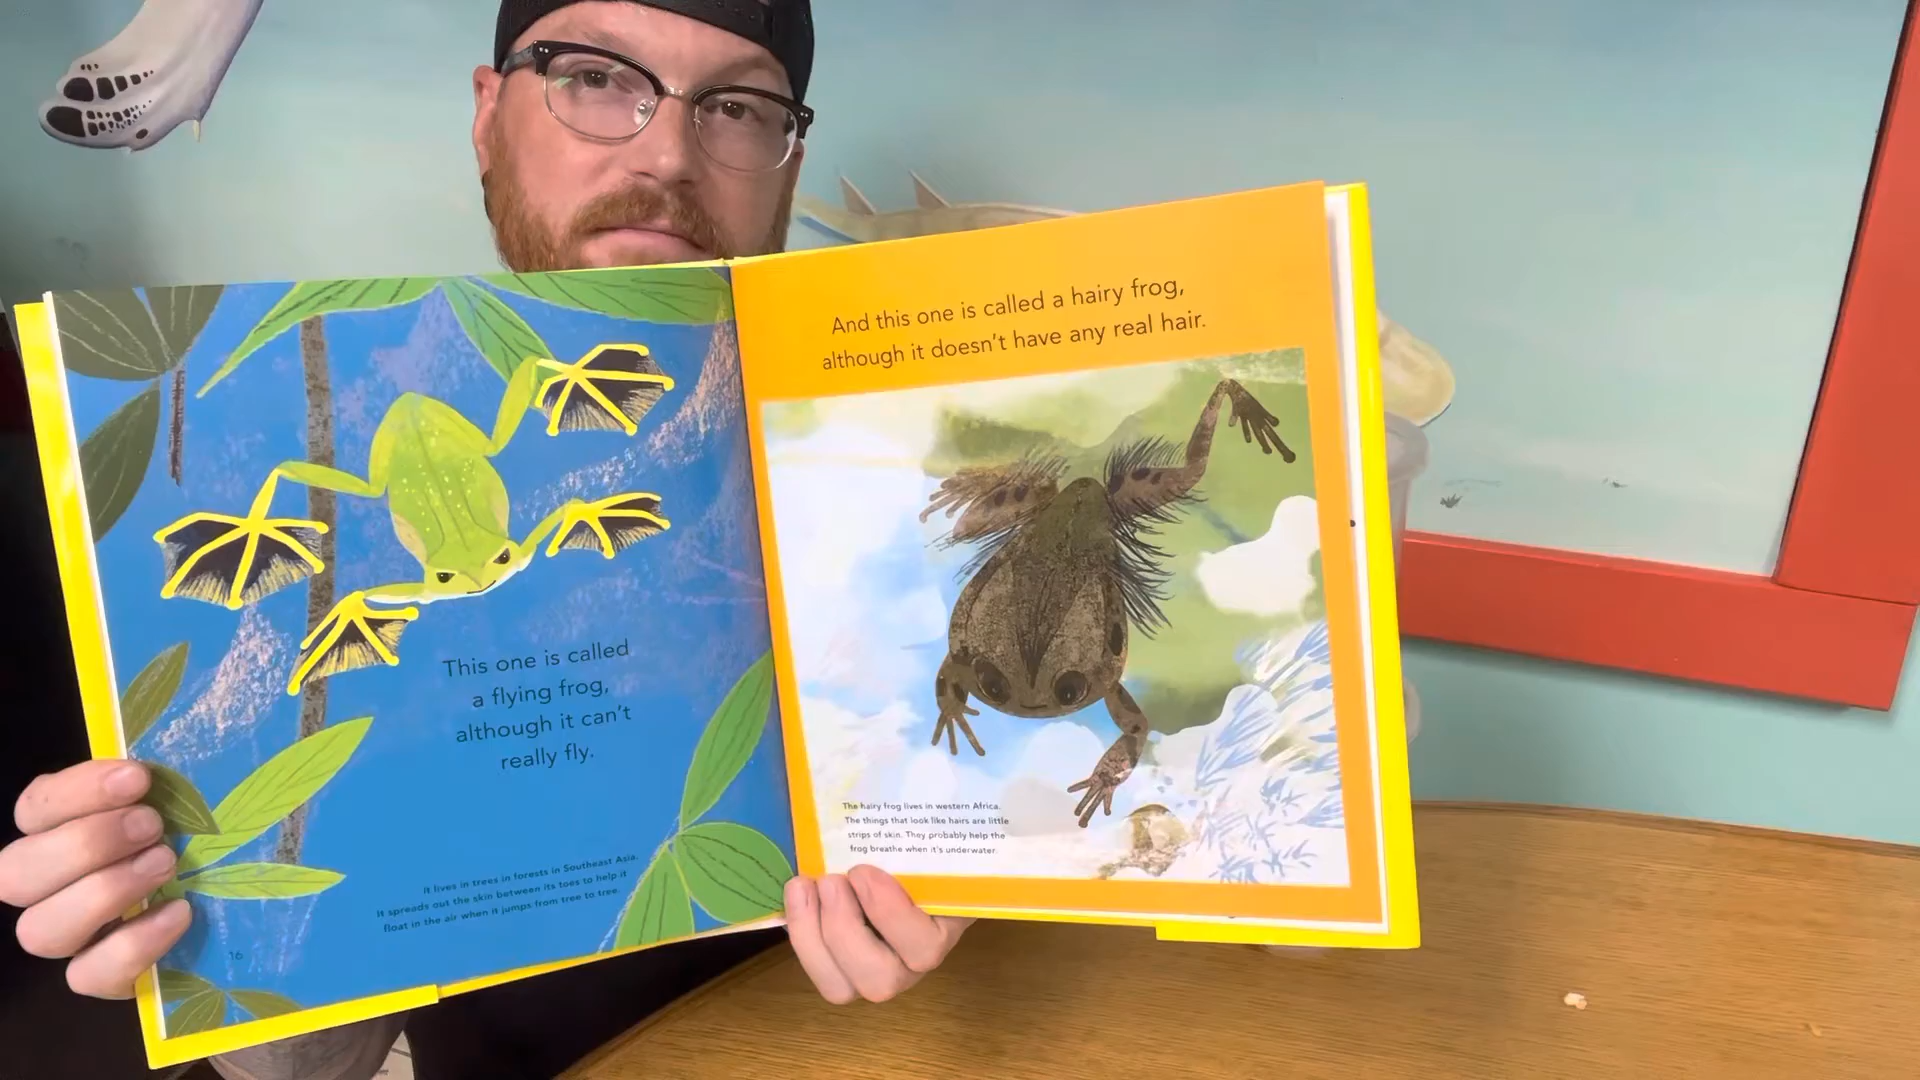 This one is called
a flying frog,
although it can't
really fly.
It lives in trees in forests in Southeast Asia.
It spreads out the skin between its toes to help it
float in the air when it jumps from tree to tree.
16
And this one is called a hairy frog,
although it doesn't have any real hair.
The hairy frog lives in western Africa.
The things that look like hairs are little
strips of skin. They probably help the
frog breathe when it's underwater.